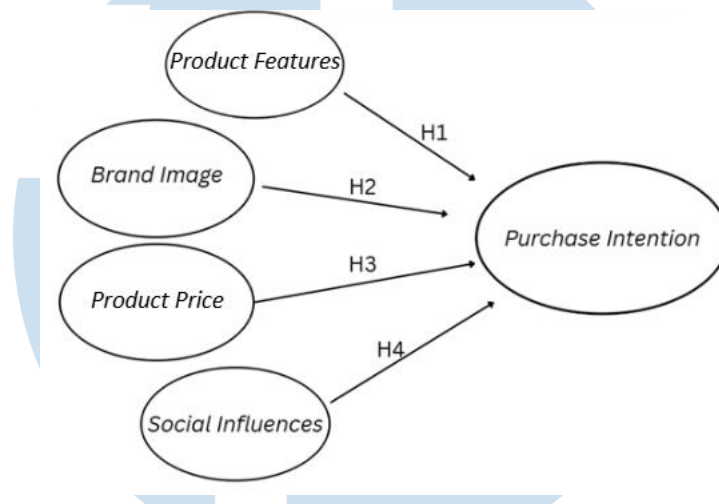 Product Features
H1
Brand Image
H2
Purchase Intention
Product Price
H3
H4
Social Influences